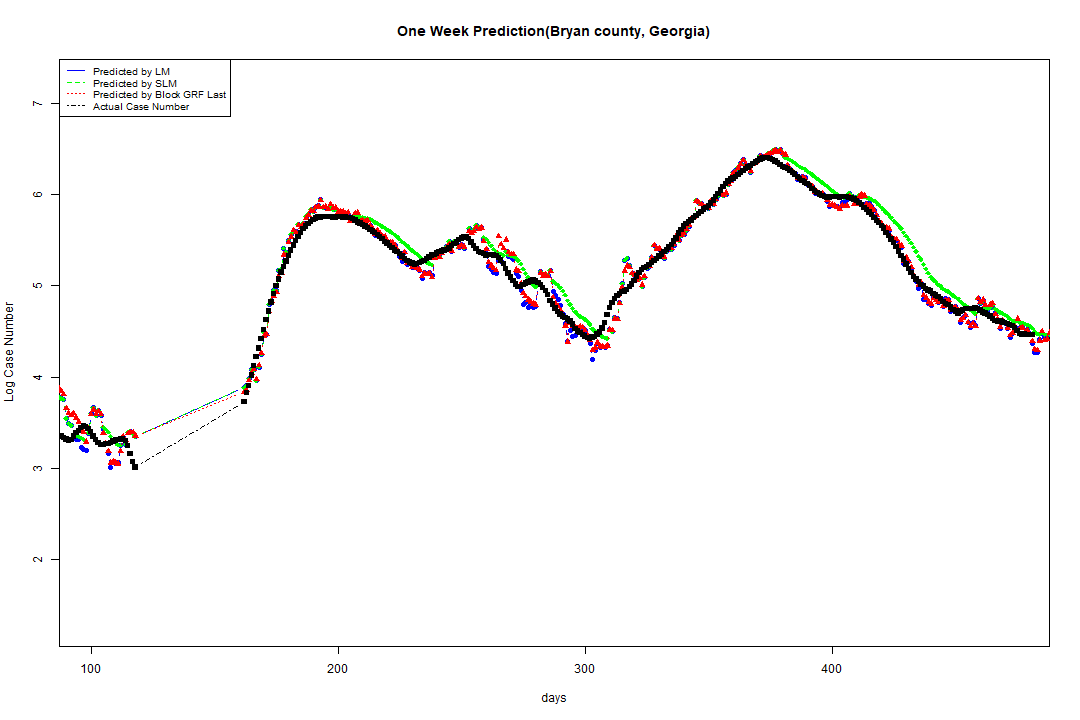 One Week Prediction(Bryan county, Georgia)
Predicted by LM
Predicted by SLM
Predicted by Block GRF Last
Actual Case Number
7
6
5
4
3
2
Log Case Number
100 200 300 400
days